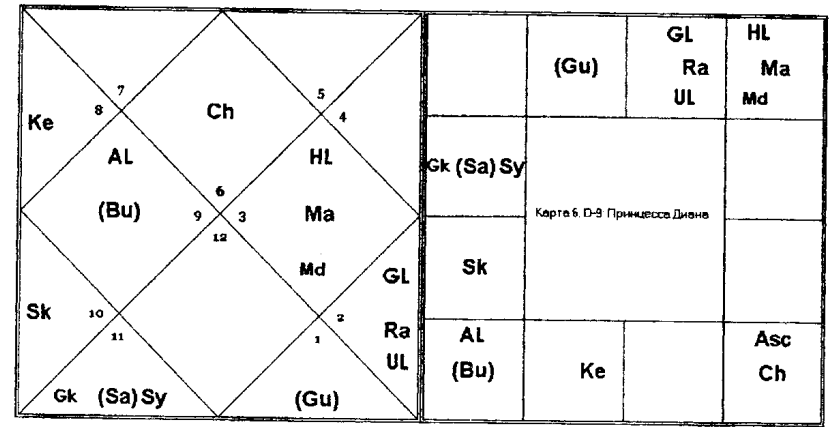 7
5
8
4
Ke
Ch
AL
HL
(Bu)
6
9 3
12
Ma
Md
GL
Sk
10
2
11
1
Ra
UL
Gk (Sa) Sy
(Gu)
(Gu)
GL
Ra
UL
HL
Ma
Md
Gk (Sa) Sy
Карта 6. D-9 Принцесса Диана
Sk
AL
(Bu)
Ke
Asc
Ch